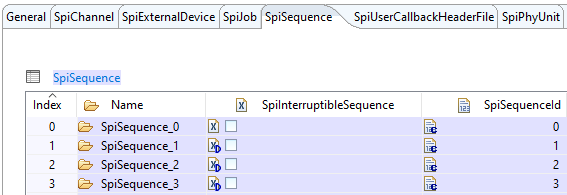 General SpiChannel SpiExternalDevice SpiJob SpiSequence SpiUserCallbackHeaderFile SpiPhyUnit
SpiSequence
Index Name SpiInterruptibleSequence SpiSequenceId
0 SpiSequence_0 0
1 SpiSequence_1 1
2 SpiSequence_2 2
3 SpiSequence_3 3